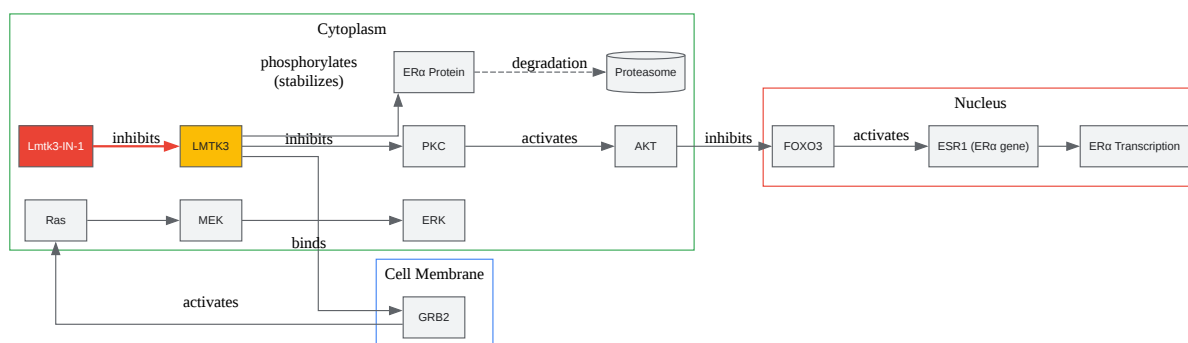 Cytoplasm
phosphorylates
(stabilizes)
ERα Protein
degradation
Proteasome
Nucleus
Lmtk3-IN-1
inhibits
LMTK3
inhibits
PKC
activates
AKT
inhibits
FOXO3
activates
ESR1 (ERα gene)
ERα Transcription
Ras
MEK
ERK
binds
Cell Membrane
activates
GRB2